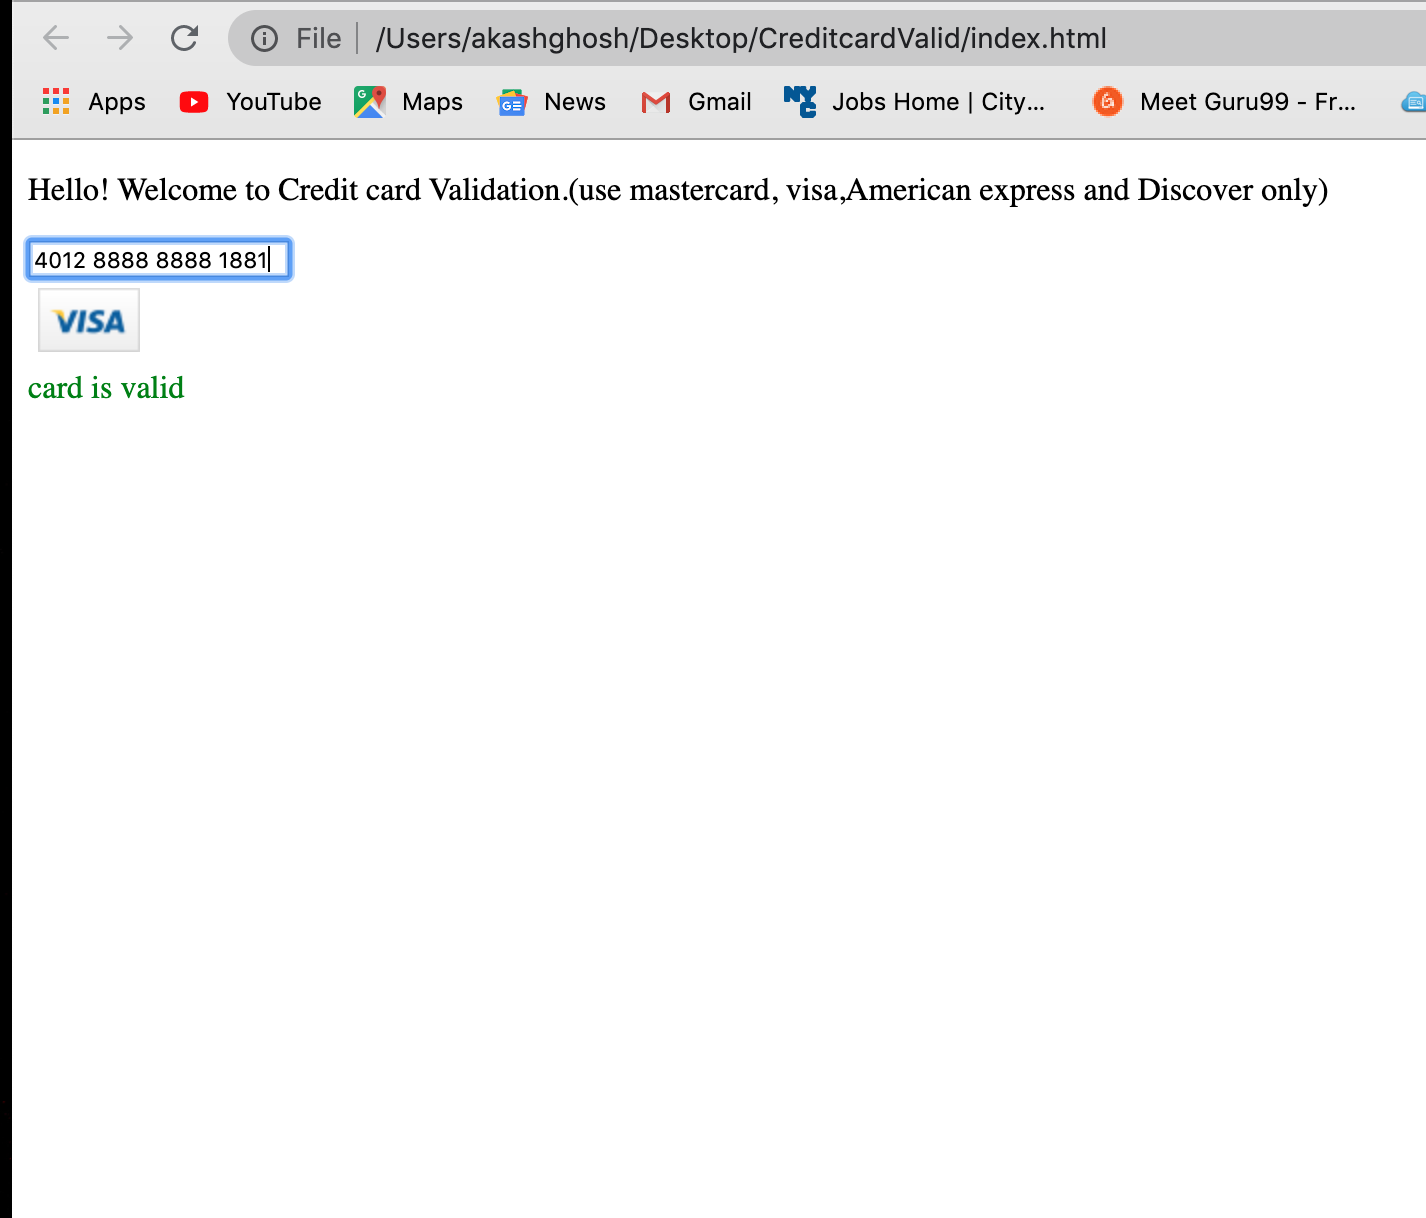 File | /Users/akashghosh/Desktop/CreditcardValid/index.html
Apps YouTube Maps News Gmail Jobs Home | City... Meet Guru99 - Fr...
Hello! Welcome to Credit card Validation.(use mastercard, visa,American express and Discover only)
4012 8888 8888 1881
VISA
card is valid